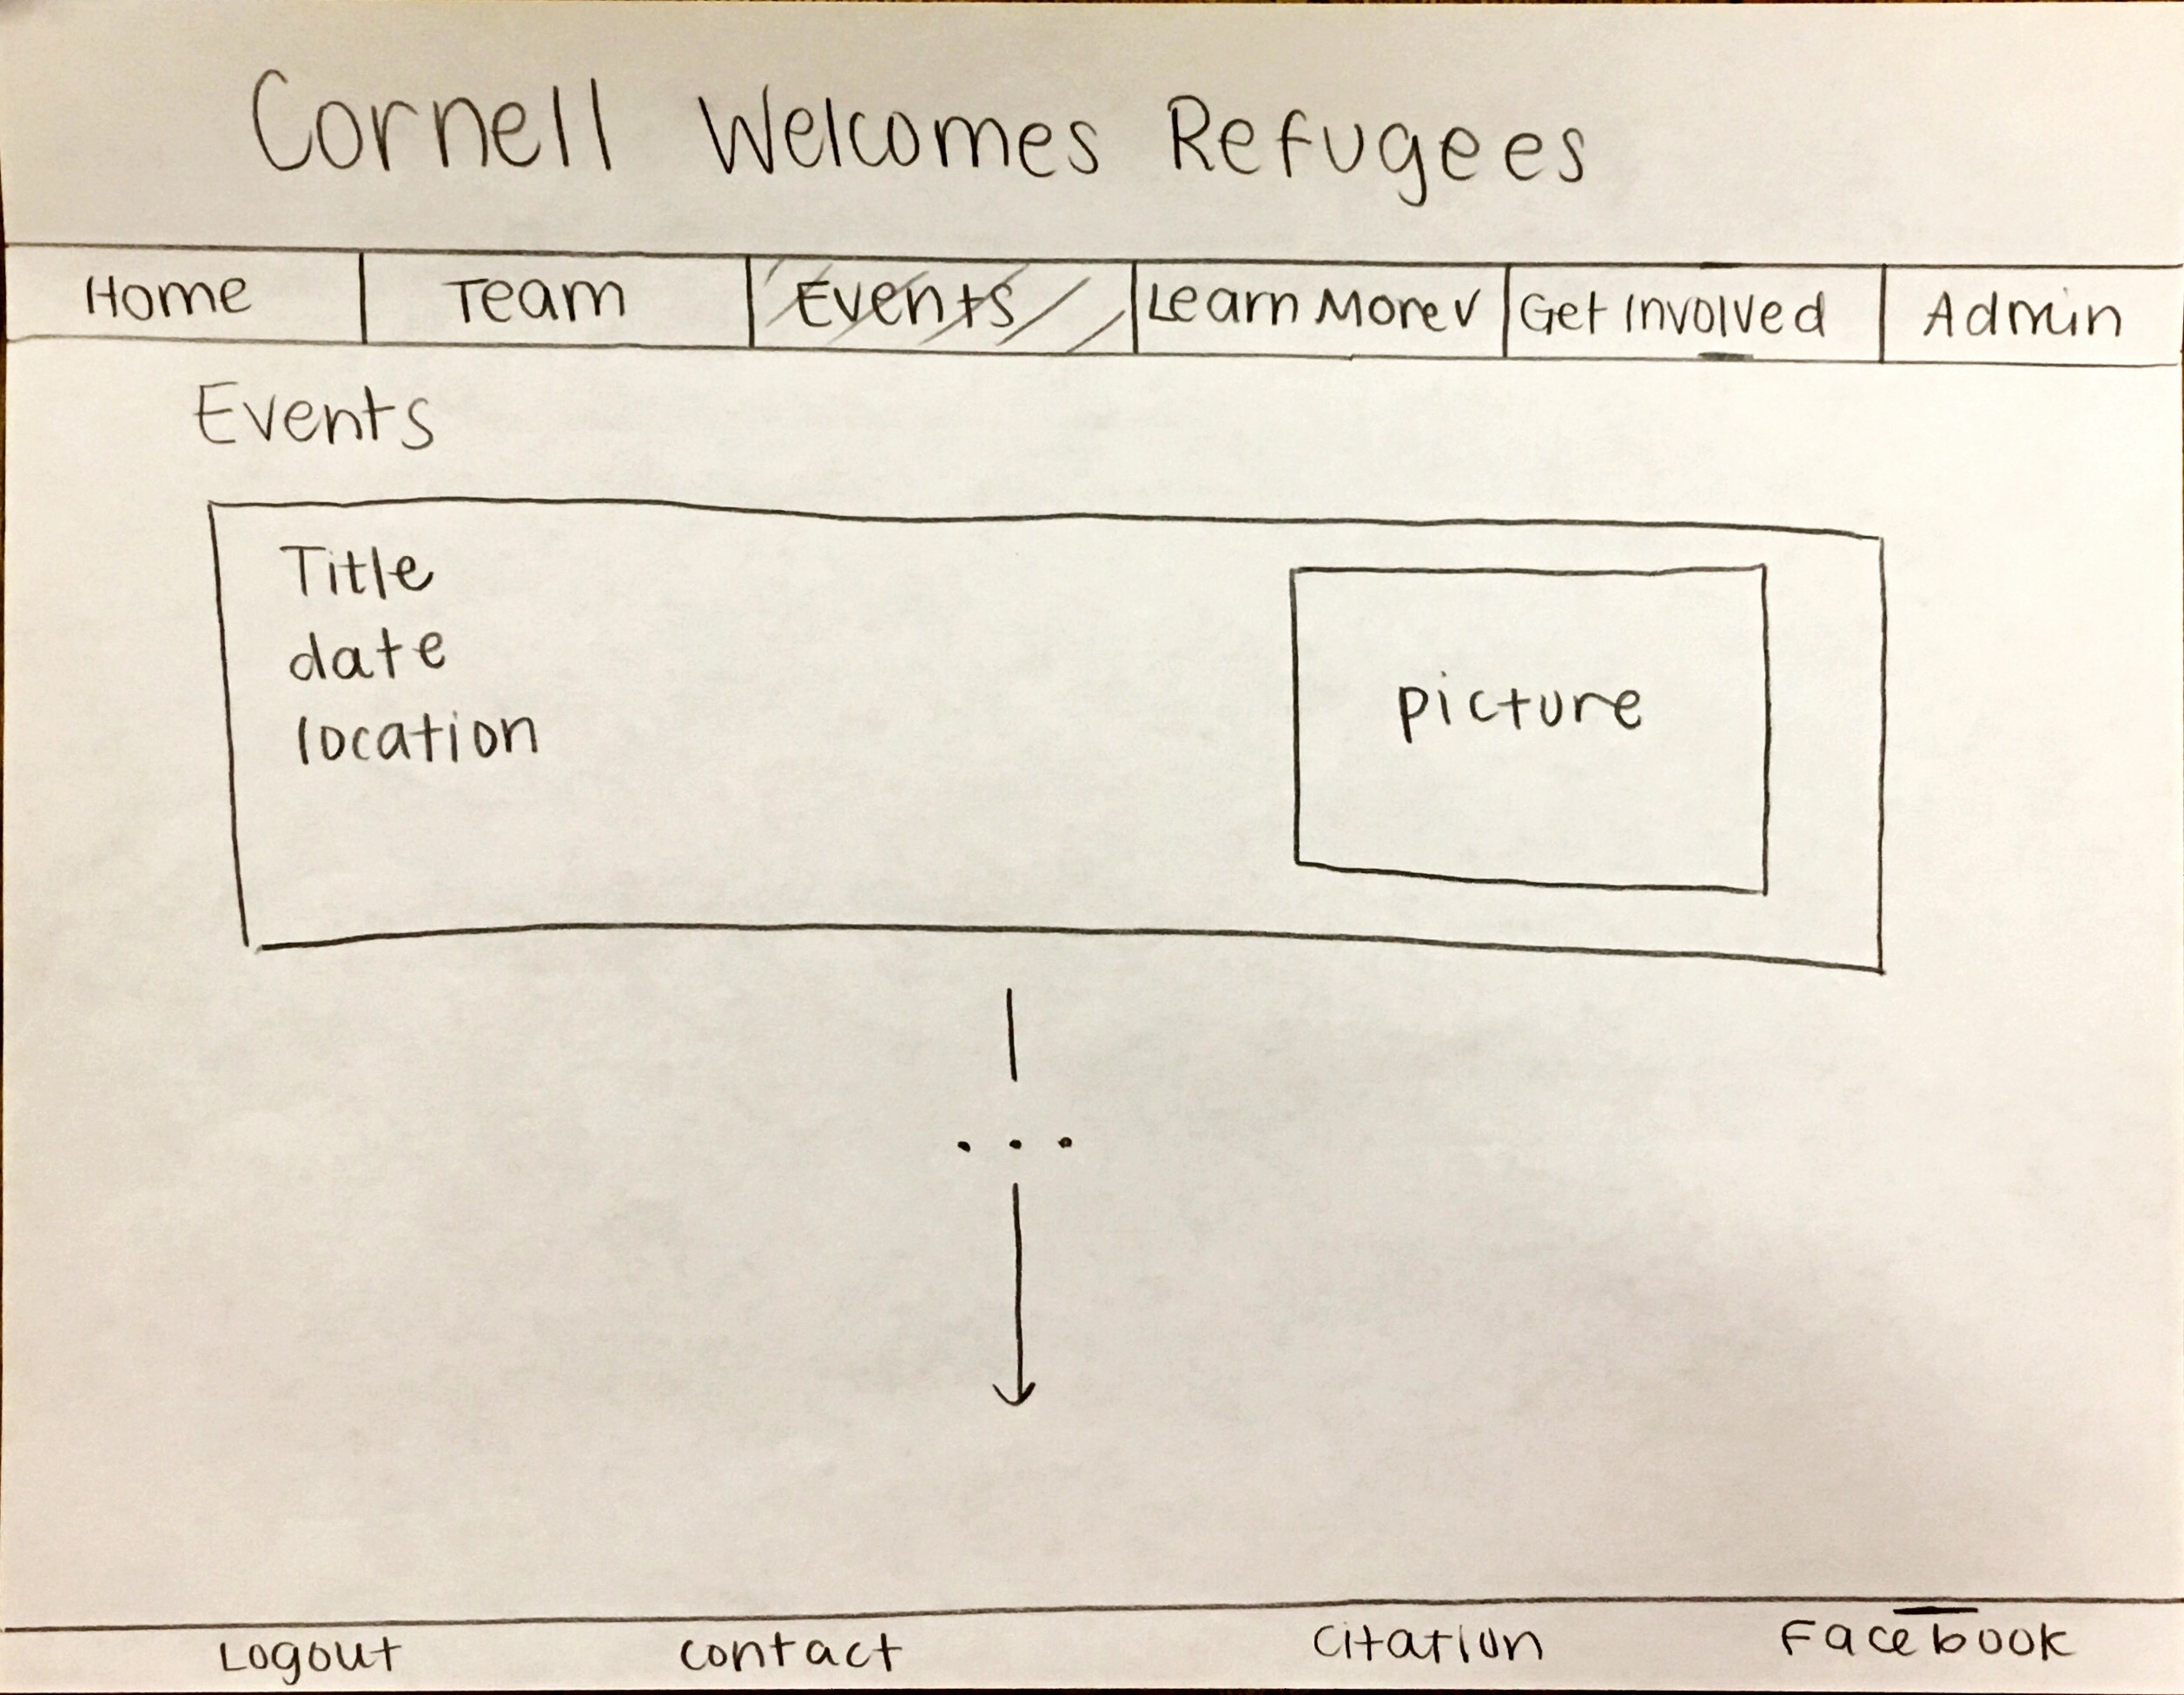 Cornell Welcomes Refugees
Home Team Events Learn More v Get Involved Admin
Events
Title
date
location
picture
...
Logout contact citation Facebook